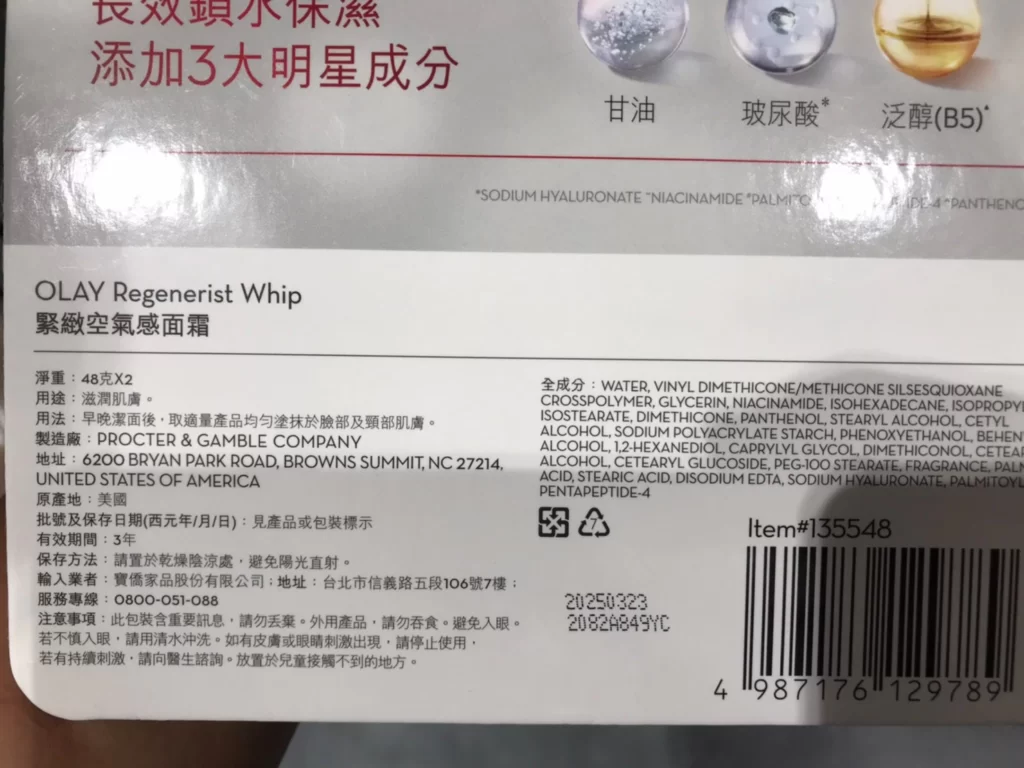 長效鎖水保濕
添加3大明星成分
甘油
玻尿酸*
泛醇(B5)^
*SODIUM HYALURONATE ~NIACINAMIDE DE-4 ^PANTHENO
OLAY Regenerist Whip
緊緻空氣感面霜
淨重：48克X2
用途：滋潤肌膚。
用法：早晚潔面後，取適量產品均勻塗抹於臉部及頸部肌膚。
製造廠：PROCTER & GAMBLE COMPANY
地址：6200 BRYAN PARK ROAD, BROWNS SUMMIT, NC 27214,
UNITED STATES OF AMERICA
原產地：美國
批號及保存日期(西元年/月/日)：見產品或包裝標示
有效期間：3年
保存方法：請置於乾燥陰涼處，避免陽光直射。
輸入業者：寶僑家品股份有限公司；地址：台北市信義路五段106號7樓；
服務專線：0800-051-088
注意事項：此包裝含重要訊息，請勿丟棄。外用產品，請勿吞食。避免入眼。
若不慎入眼，請用清水沖洗。如有皮膚或眼睛刺激出現，請停止使用，
若有持續刺激，請向醫生諮詢。放置於兒童接觸不到的地方。
全成分：WATER, VINYL DIMETHICONE/METHICONE SILSESQUIOXANE
CROSSPOLYMER, GLYCERIN, NIACINAMIDE, ISOHEXADECANE, ISOPROPYL
ISOSTEARATE, DIMETHICONE, PANTHENOL, STEARYL ALCOHOL, CETYL
ALCOHOL, SODIUM POLYACRYLATE STARCH, PHENOXYETHANOL, BEHEN
ALCOHOL, 1,2-HEXANEDIOL, CAPRYLYL GLYCOL, DIMETHICONOL, CETEAR
ALCOHOL, CETEARYL GLUCOSIDE, PEG-100 STEARATE, FRAGRANCE, PALM
ACID, STEARIC ACID, DISODIUM EDTA, SODIUM HYALURONATE, PALMITOYL
PENTAPEPTIDE-4
7
Item#135548
20250323
2082A849YC
4 987176 129789